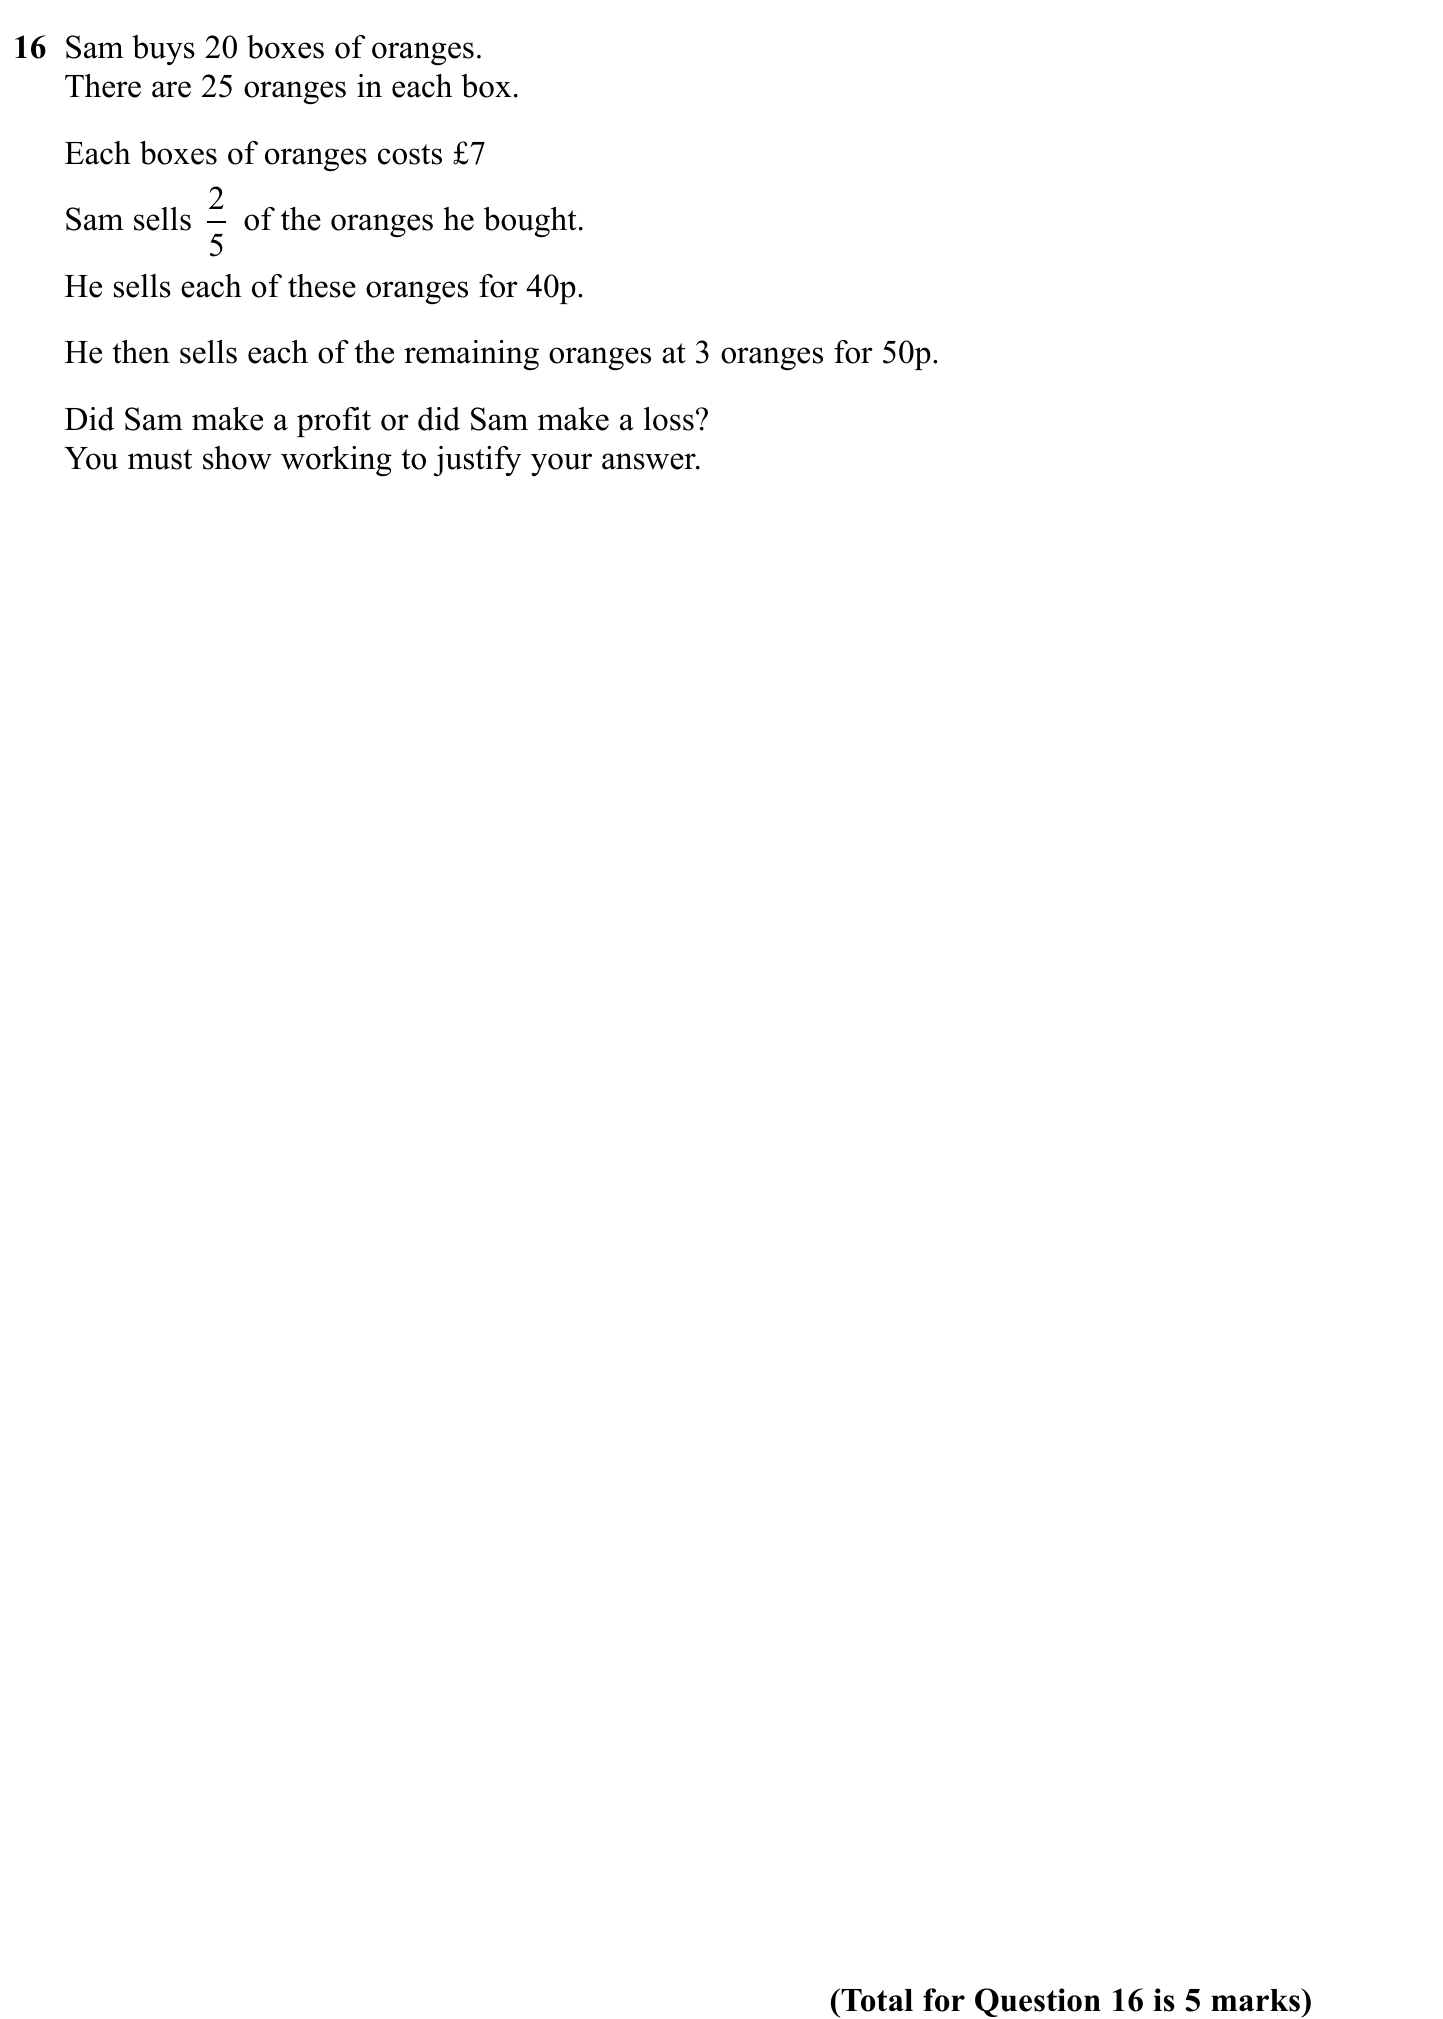 16 Sam buys 20 boxes of oranges.
There are 25 oranges in each box.
Each boxes of oranges costs £7
Sam sells 2/5 of the oranges he bought.
He sells each of these oranges for 40p.
He then sells each of the remaining oranges at 3 oranges for 50p.
Did Sam make a profit or did Sam make a loss?
You must show working to justify your answer.
(Total for Question 16 is 5 marks)